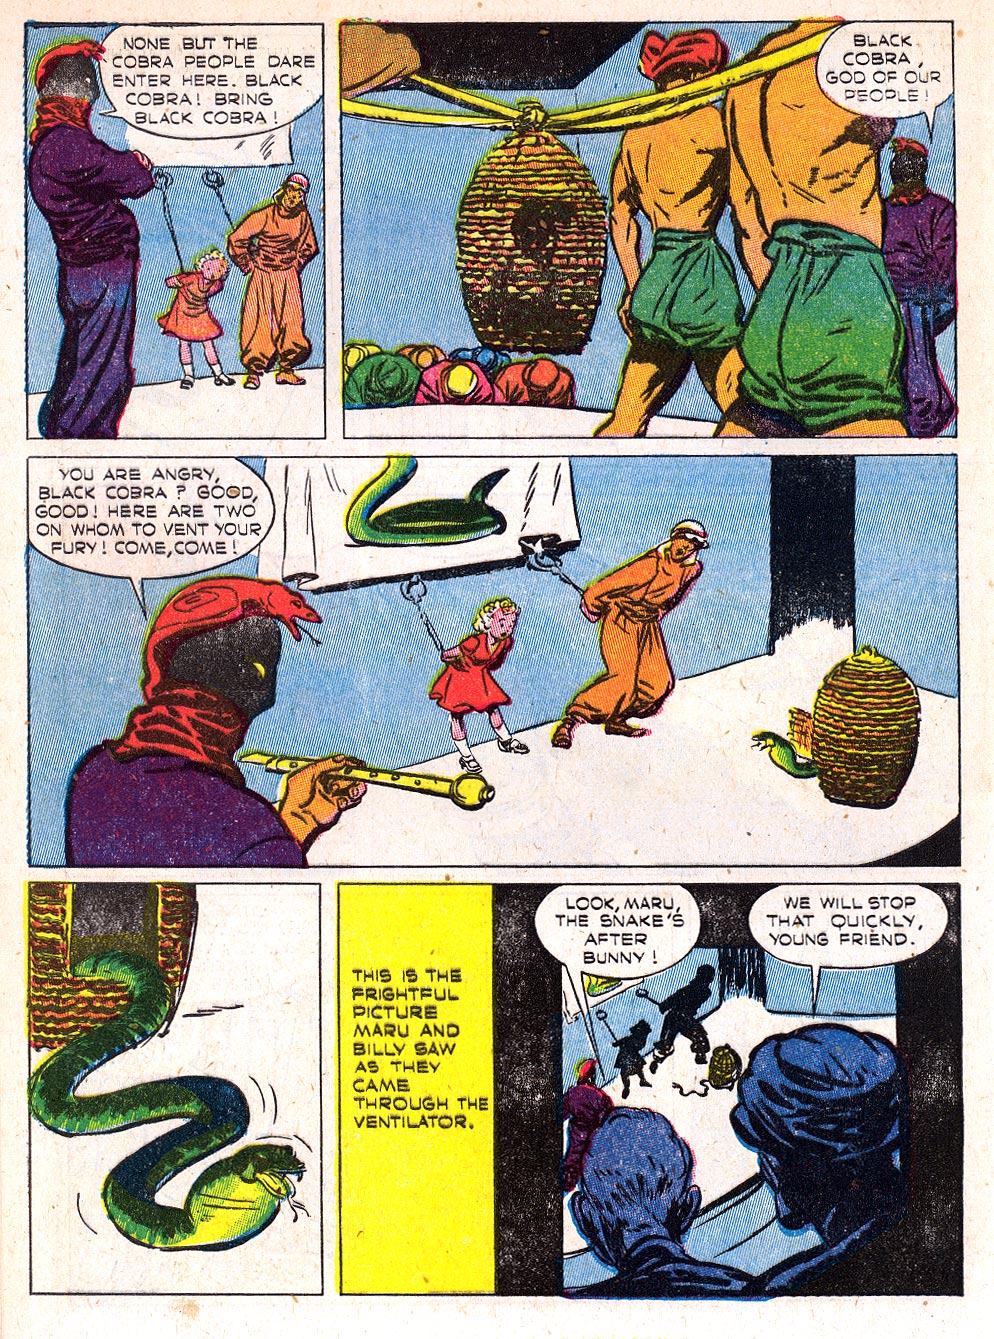 NONE BUT THE
COBRA PEOPLE DARE
ENTER HERE. BLACK
COBRA! BRING
BLACK COBRA!
BLACK
COBRA,
GOD OF OUR
PEOPLE!
YOU ARE ANGRY,
BLACK COBRA? GOOD,
GOOD! HERE ARE TWO
ON WHOM TO VENT YOUR
FURY! COME, COME!
THIS IS THE
FRIGHTFUL
PICTURE
MARU AND
BILLY SAW
AS THEY
CAME
THROUGH THE
VENTILATOR.
LOOK, MARU,
THE SNAKE'S
AFTER
BUNNY!
WE WILL STOP
THAT QUICKLY,
YOUNG FRIEND.